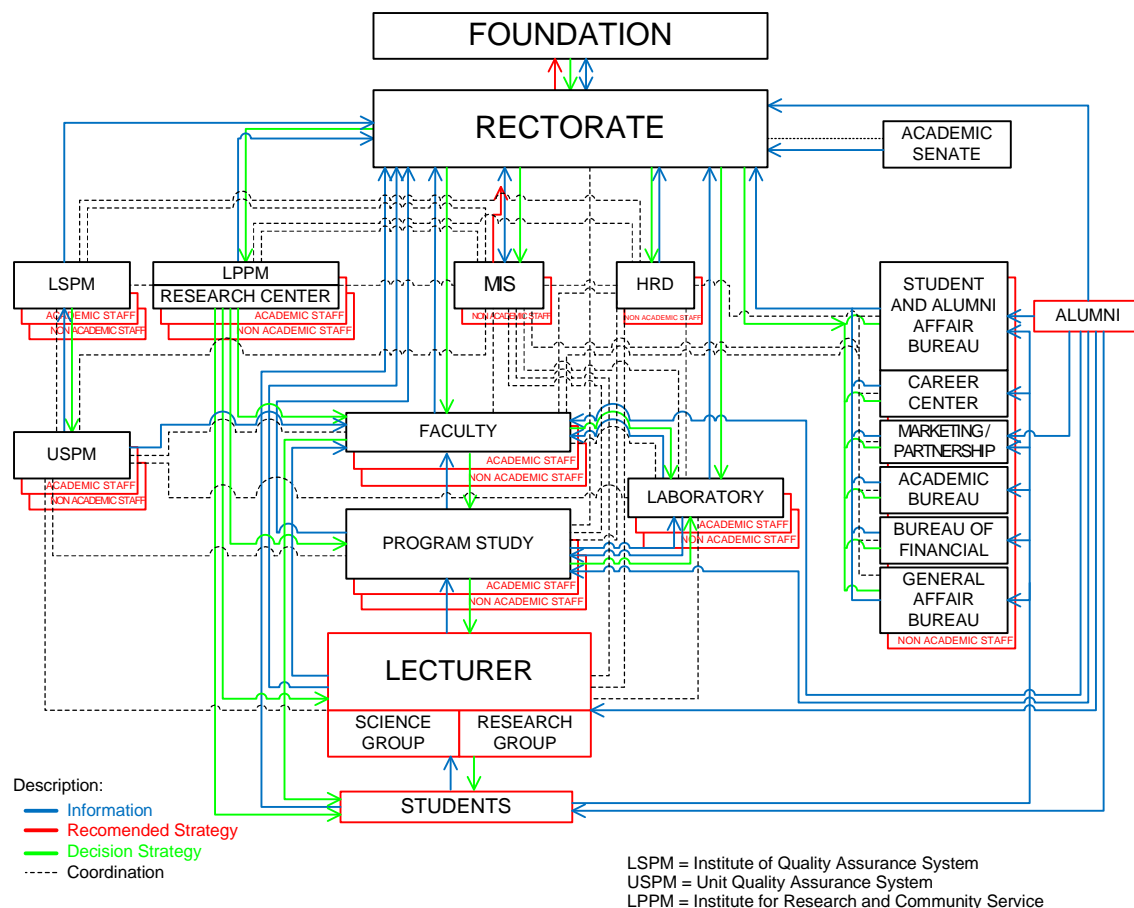 FOUNDATION
RECTORATE
ACADEMIC
SENATE
LSPM
ACADEMIC STAFF
NON ACADEMIC STAFF
LPPM
RESEARCH CENTER
ACADEMIC STAFF
NON ACADEMIC STAFF
MIS
NON ACADEMIC STAFF
HRD
NON ACADEMIC STAFF
STUDENT
AND ALUMNI
AFFAIR
BUREAU
ALUMNI
CAREER
CENTER
MARKETING /
PARTNERSHIP
ACADEMIC
BUREAU
BUREAU OF
FINANCIAL
GENERAL
AFFAIR
BUREAU
NON ACADEMIC STAFF
USPM
ACADEMIC STAFF
NON ACADEMIC STAFF
FACULTY
ACADEMIC STAFF
NON ACADEMIC STAFF
LABORATORY
ACADEMIC STAFF
NON ACADEMIC STAFF
PROGRAM STUDY
ACADEMIC STAFF
NON ACADEMIC STAFF
LECTURER
SCIENCE
GROUP
RESEARCH
GROUP
STUDENTS
Description:
Information
Recomended Strategy
Decision Strategy
Coordination
LSPM = Institute of Quality Assurance System
USPM = Unit Quality Assurance System
LPPM = Institute for Research and Community Service